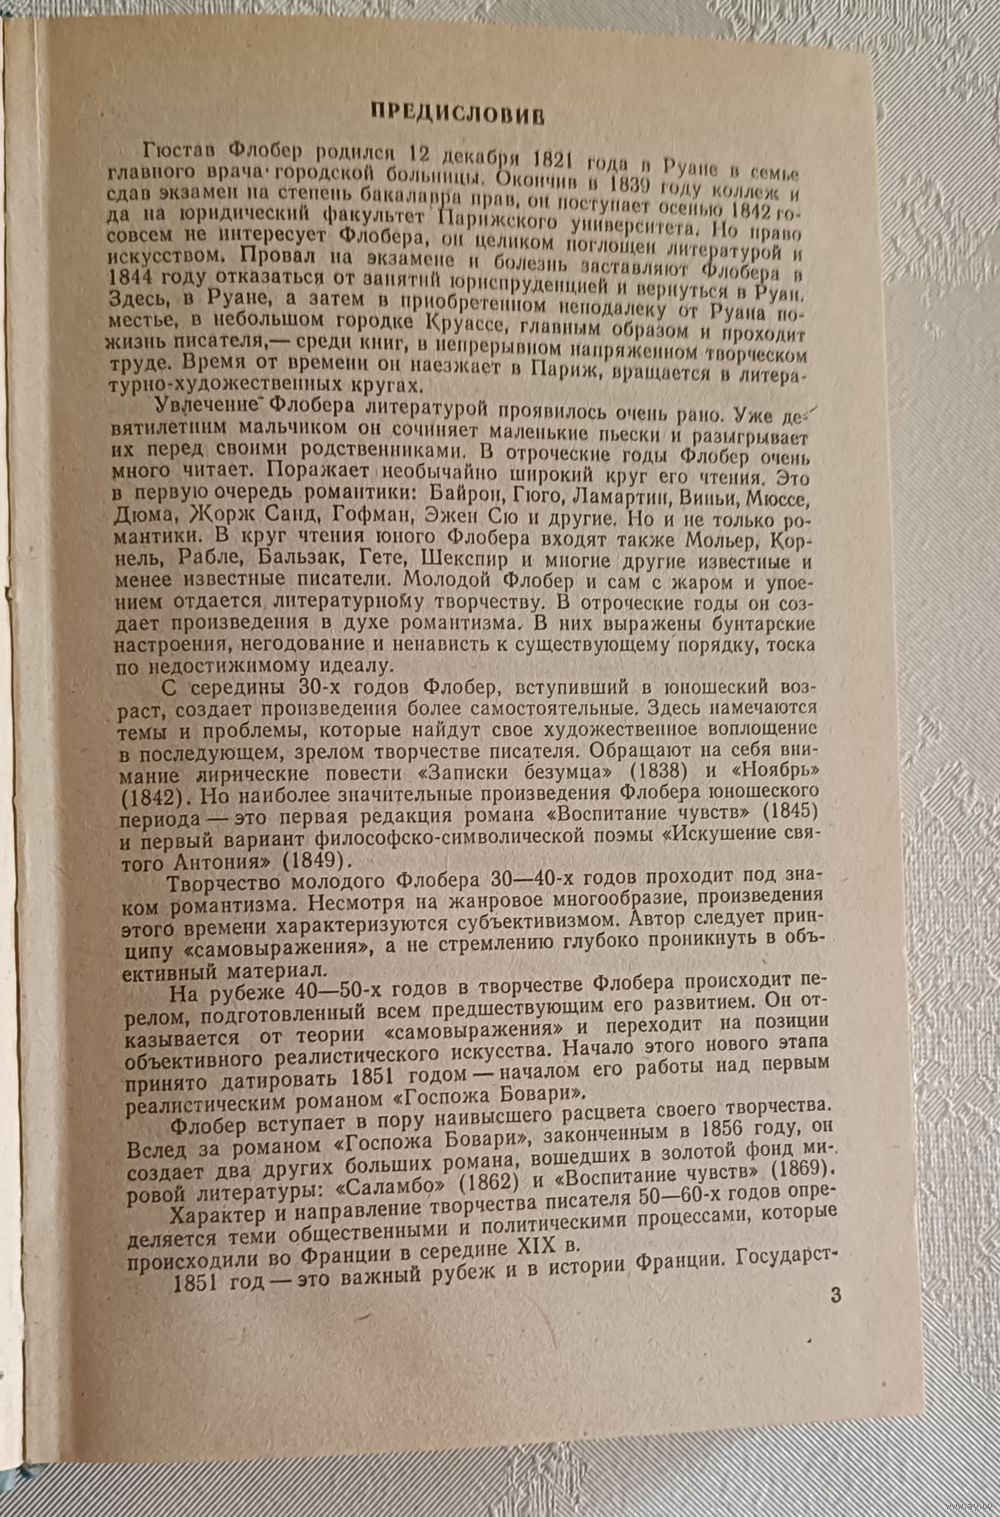 ПРЕДИСЛОВИЕ
Гюстав Флобер родился 12 декабря 1821 года в Руане в семье
главного врача городской больницы. Окончив в 1839 году коллеж и
сдав экзамен на степень бакалавра прав, он поступает осенью 1842 го-
да на юридический факультет Парижского университета. Но право
совсем не интересует Флобера, он целиком поглощен литературой и
искусством. Провал на экзамене и болезнь заставляют Флобера в
1844 году отказаться от занятий юриспруденцией и вернуться в Руан.
Здесь, в Руане, а затем в приобретенном неподалеку от Руана по-
местье, в небольшом городке Круассе, главным образом и проходит
жизнь писателя,— среди книг, в непрерывном напряженном творческом
труде. Время от времени он наезжает в Париж, вращается в литера-
турно-художественных кругах.
Увлечение Флобера литературой проявилось очень рано. Уже де-
вятилетним мальчиком он сочиняет маленькие пьески и разыгрывает
их перед своими родственниками. В отроческие годы Флобер очень
много читает. Поражает необычайно широкий круг его чтения. Это
в первую очередь романтики: Байрон, Гюго, Ламартин, Виньи, Мюссе,
Дюма, Жорж Санд, Гофман, Эжен Сю и другие. Но и не только ро-
мантики. В круг чтения юного Флобера входят также Мольер, Кор-
нель, Рабле, Бальзак, Гете, Шекспир и многие другие известные и
менее известные писатели. Молодой Флобер и сам с жаром и упое-
нием отдается литературному творчеству. В отроческие годы он соз-
дает произведения в духе романтизма. В них выражены бунтарские
настроения, негодование и ненависть к существующему порядку, тоска
по недостижимому идеалу.
С середины 30-х годов Флобер, вступивший в юношеский воз-
раст, создает произведения более самостоятельные. Здесь намечаются
темы и проблемы, которые найдут свое художественное воплощение
в последующем, зрелом творчестве писателя. Обращают на себя вни-
мание лирические повести «Записки безумца» (1838) и «Ноябрь»
(1842). Но наиболее значительные произведения Флобера юношеского
периода — это первая редакция романа «Воспитание чувств» (1845)
и первый вариант философско-символической поэмы «Искушение свя-
того Антония» (1849).
Творчество молодого Флобера 30—40-х годов проходит под зна-
ком романтизма. Несмотря на жанровое многообразие, произведения
этого времени характеризуются субъективизмом. Автор следует прин-
ципу «самовыражения», а не стремлению глубоко проникнуть в объ-
ективный материал.
На рубеже 40—50-х годов в творчестве Флобера происходит пе-
релом, подготовленный всем предшествующим его развитием. Он от-
казывается от теории «самовыражения» и переходит на позиции
объективного реалистического искусства. Начало этого нового этапа
принято датировать 1851 годом — началом его работы над первым
реалистическим романом «Госпожа Бовари».
Флобер вступает в пору наивысшего расцвета своего творчества.
Вслед за романом «Госпожа Бовари», законченным в 1856 году, он
создает два других больших романа, вошедших в золотой фонд ми-
ровой литературы: «Саламбо» (1862) и «Воспитание чувств» (1869).
Характер и направление творчества писателя 50—60-х годов опре-
деляется теми общественными и политическими процессами, которые
происходили во Франции в середине XIX в.
1851 год — это важный рубеж и в истории Франции. Государст-
3
www.ay.by